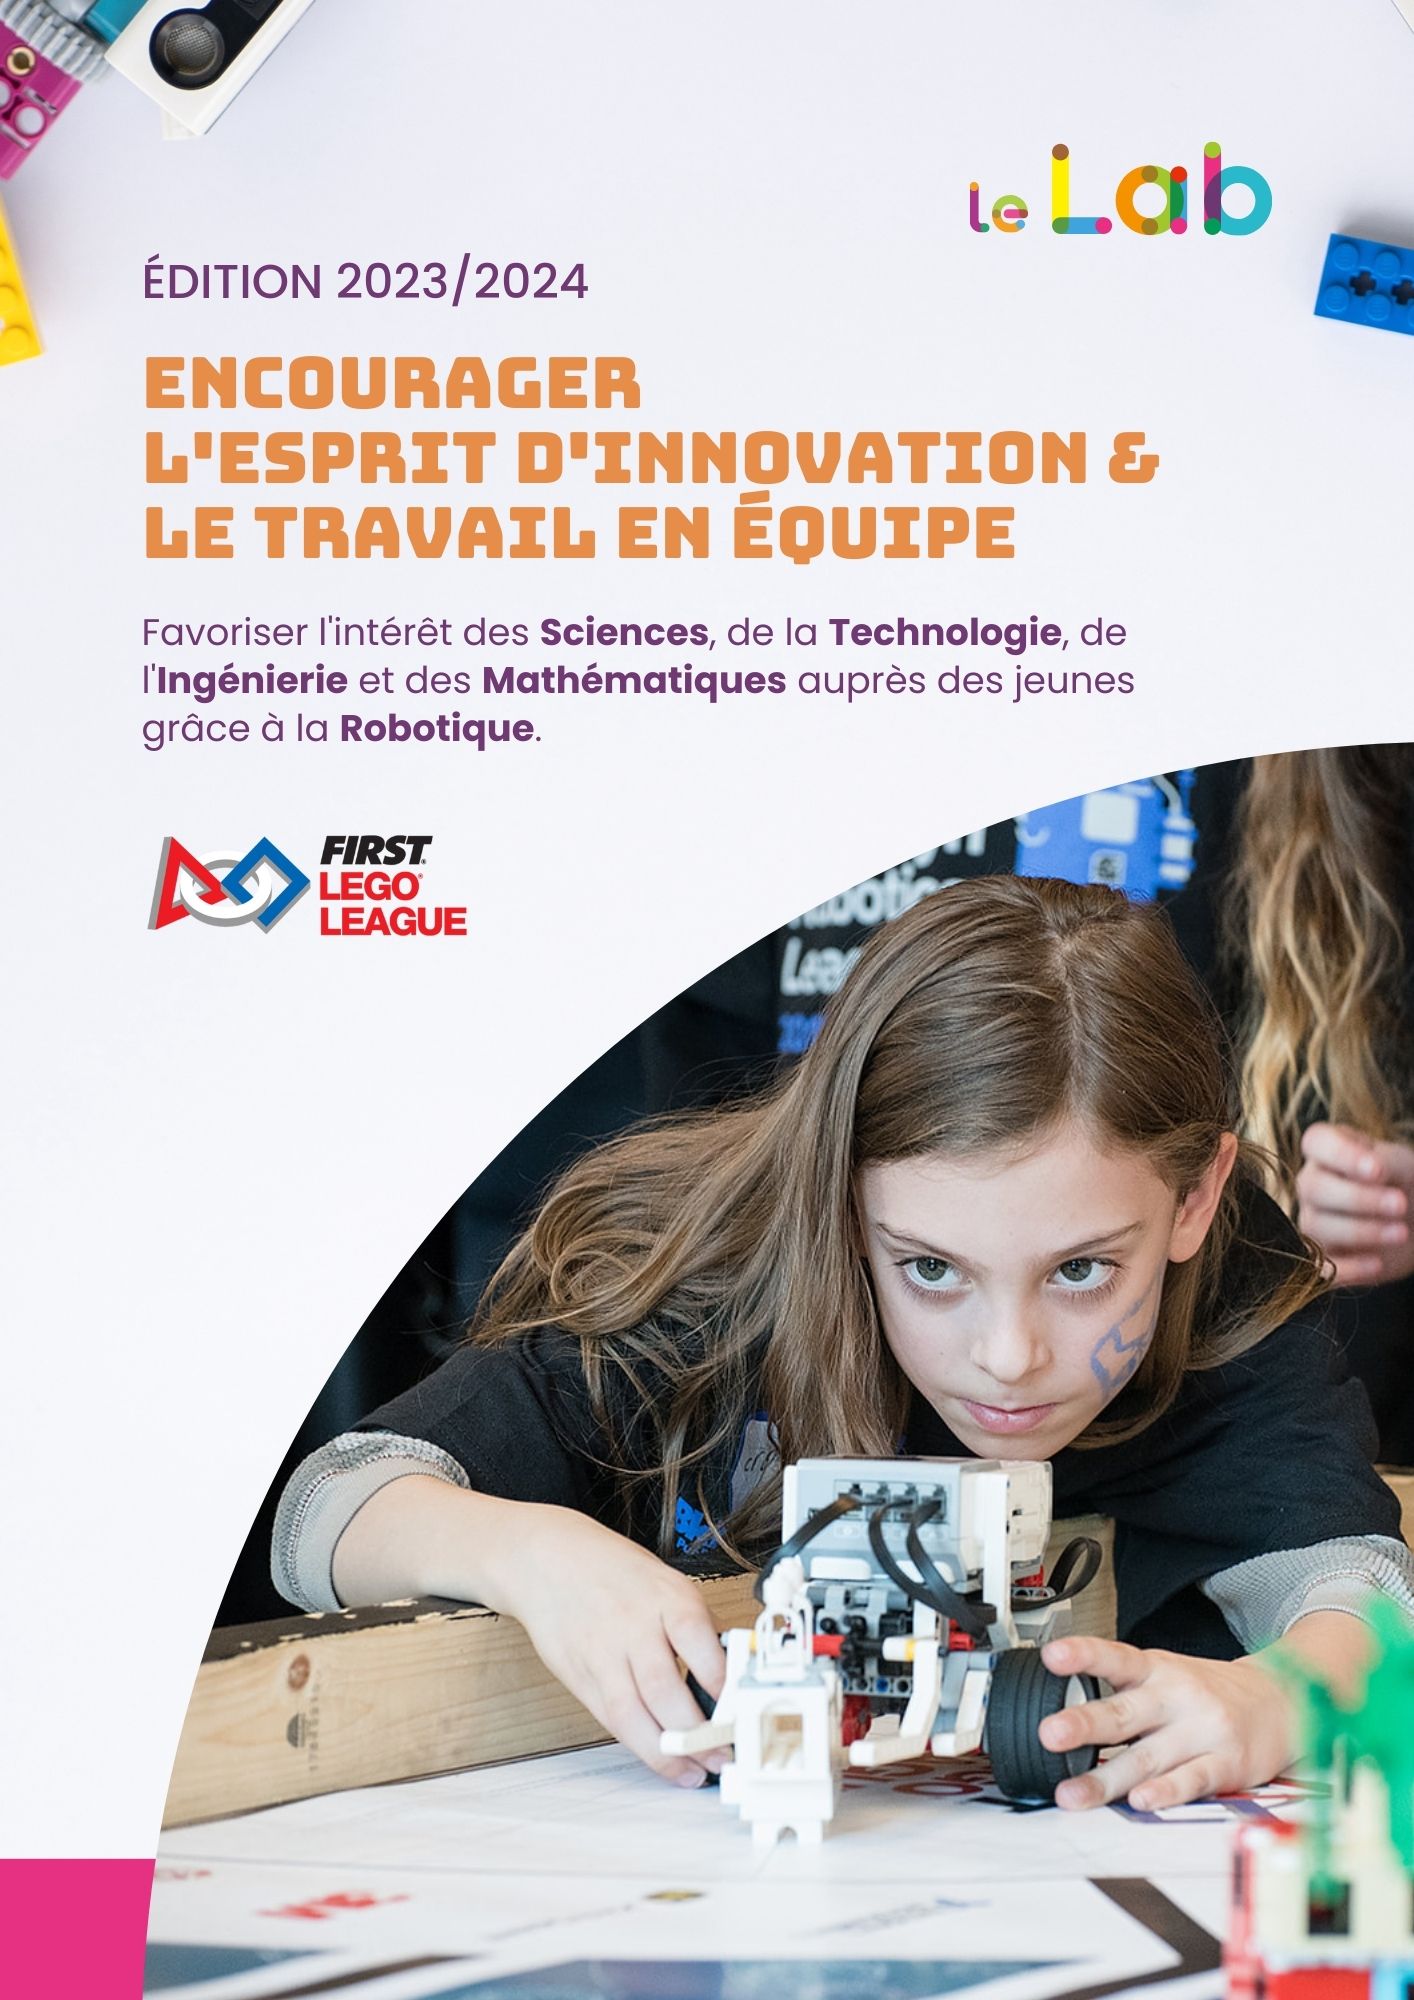 le Lab
ÉDITION 2023/2024
ENCOURAGER
L'ESPRIT D'INNOVATION &
LE TRAVAIL EN ÉQUIPE
Favoriser l'intérêt des Sciences, de la Technologie, de
l'Ingénierie et des Mathématiques auprès des jeunes
grâce à la Robotique.
FIRST
LEGO
LEAGUE